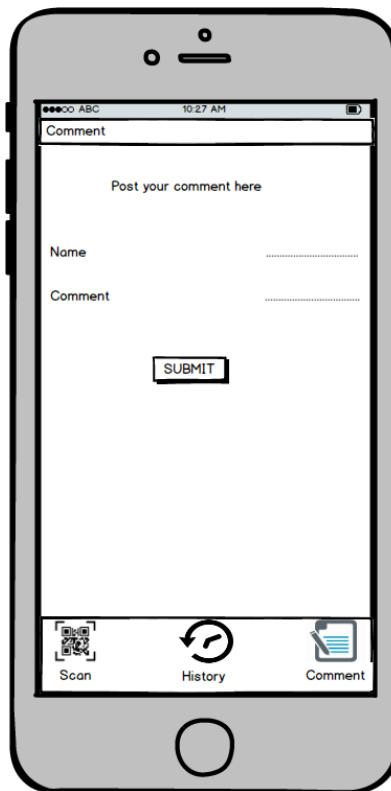 ABC 10:27 AM
Comment
Post your comment here
Name
Comment
SUBMIT
Scan History Comment